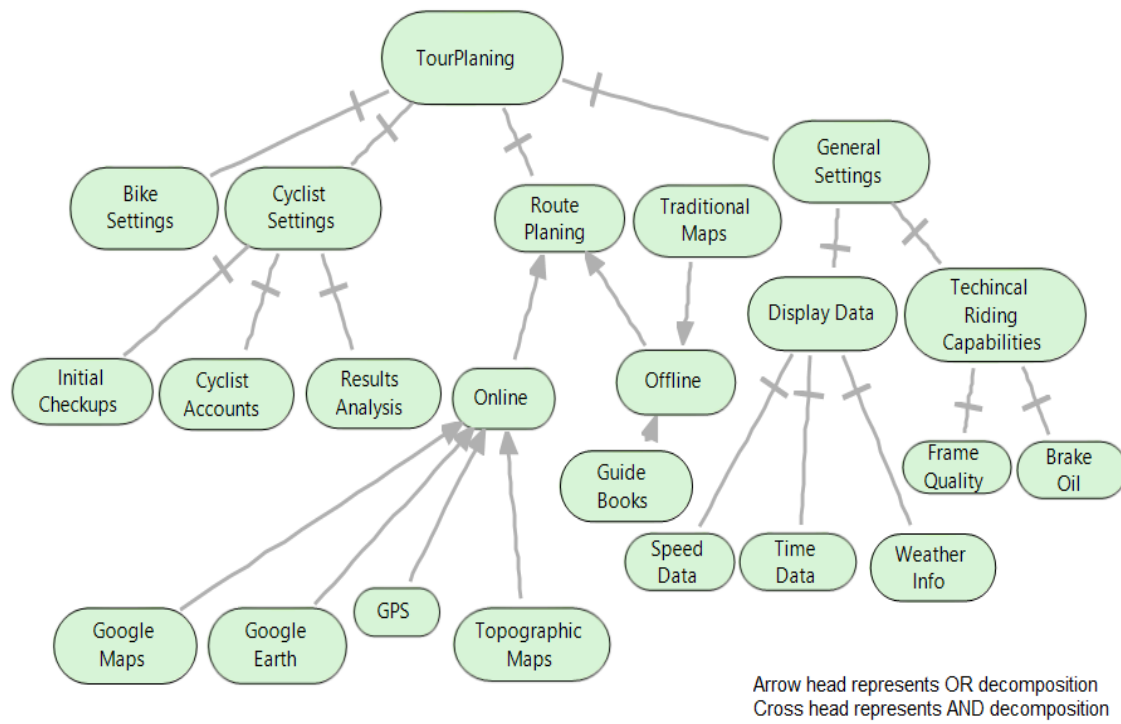 TourPlaning
General
Settings
Bike
Settings
Cyclist
Settings
Route
Planing
Traditional
Maps
Display Data
Techincal
Riding
Capabilities
Initial
Checkups
Cyclist
Accounts
Results
Analysis
Online
Offline
Frame
Quality
Brake
Oil
Guide
Books
Speed
Data
Time
Data
Weather
Info
Google
Maps
Google
Earth
GPS
Topographic
Maps
Arrow head represents OR decomposition
Cross head represents AND decomposition